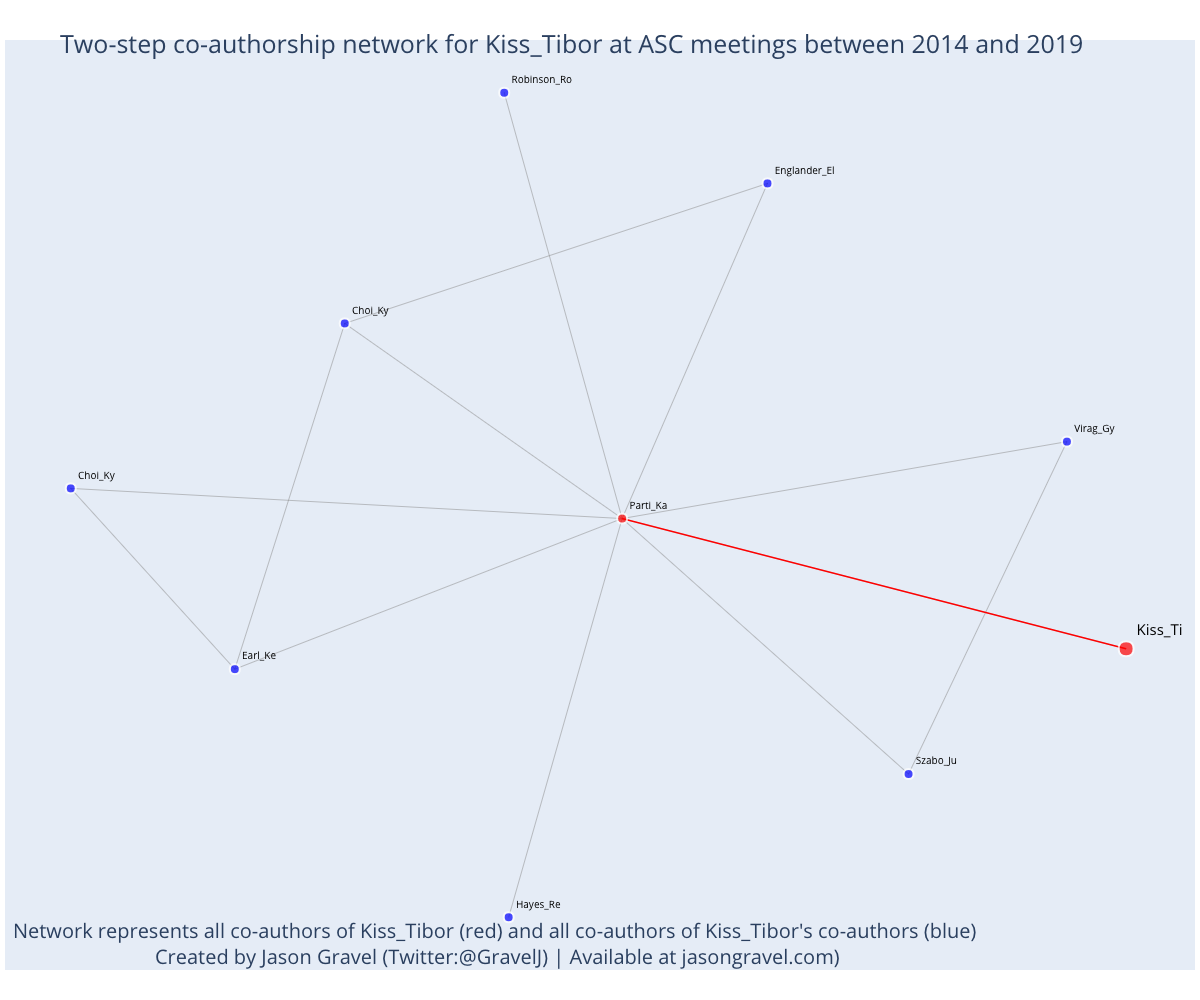 Two-step co-authorship network for Kiss_Tibor at ASC meetings between 2014 and 2019
Robinson_Ro
Englander_El
Choi_Ky
Virag_Gy
Choi_Ky
Parti_Ka
Kiss_Ti
Earl_Ke
Szabo_Ju
Hayes_Re
Network represents all co-authors of Kiss_Tibor (red) and all co-authors of Kiss_Tibor's co-authors (blue)
Created by Jason Gravel (Twitter:@GravelJ) | Available at jasongravel.com)